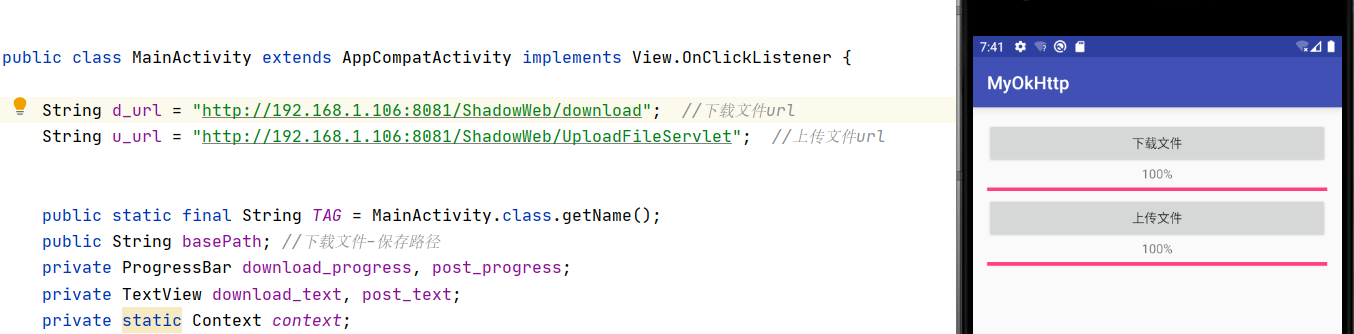 public class MainActivity extends AppCompatActivity implements View.OnClickListener {
String d_url = "http://192.168.1.106:8081/ShadowWeb/download";  //下载文件url
String u_url = "http://192.168.1.106:8081/ShadowWeb/UploadFileServlet";  //上传文件url
public static final String TAG = MainActivity.class.getName();
public String basePath; //下载文件-保存路径
private ProgressBar download_progress, post_progress;
private TextView download_text, post_text;
private static Context context;
7:41
MyOkHttp
下载文件
100%
上传文件
100%